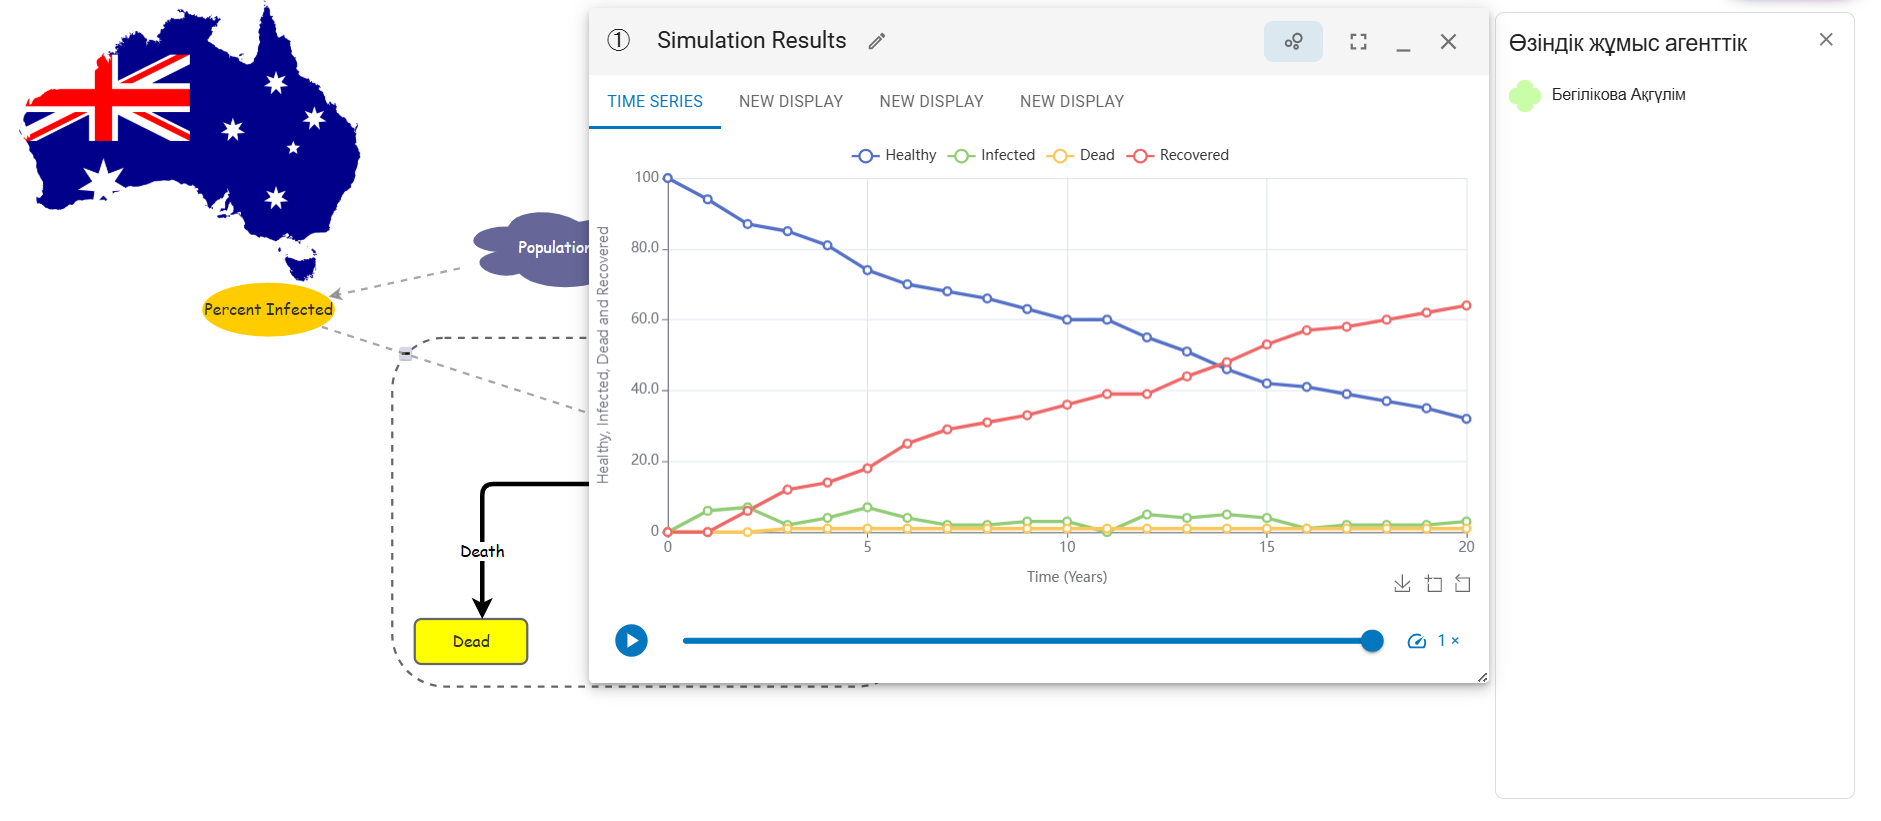 Population
Percent Infected
Death
Dead
① Simulation Results
TIME SERIES NEW DISPLAY NEW DISPLAY NEW DISPLAY
Healthy Infected Dead Recovered
Healthy, Infected, Dead and Recovered
100
80.0
60.0
40.0
20.0
0
0 5 10 15 20
Time (Years)
1 ×
Өзіндік жұмыс агенттік
Бегілікова Ақгүлім